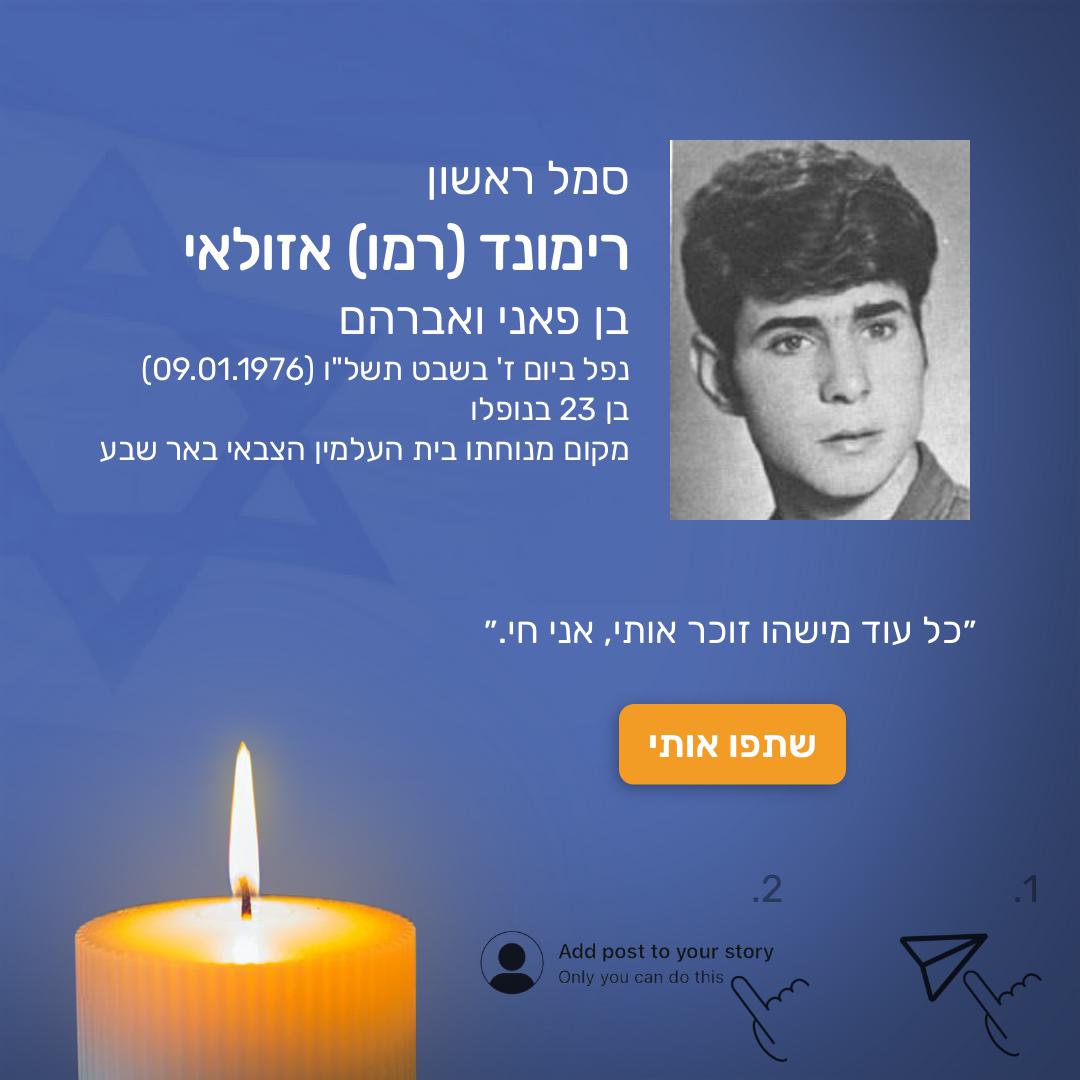 סמל ראשון
רימונד (רמו) אזולאי
בן פאני ואברהם
נפל ביום ז' בשבט תשל"ו (09.01.1976)
בן 23 בנופלו
מקום מנוחתו בית העלמין הצבאי באר שבע
״כל עוד מישהו זוכר אותי, אני חי.״
שתפו אותי
.1
.2
Add post to your story
Only you can do this